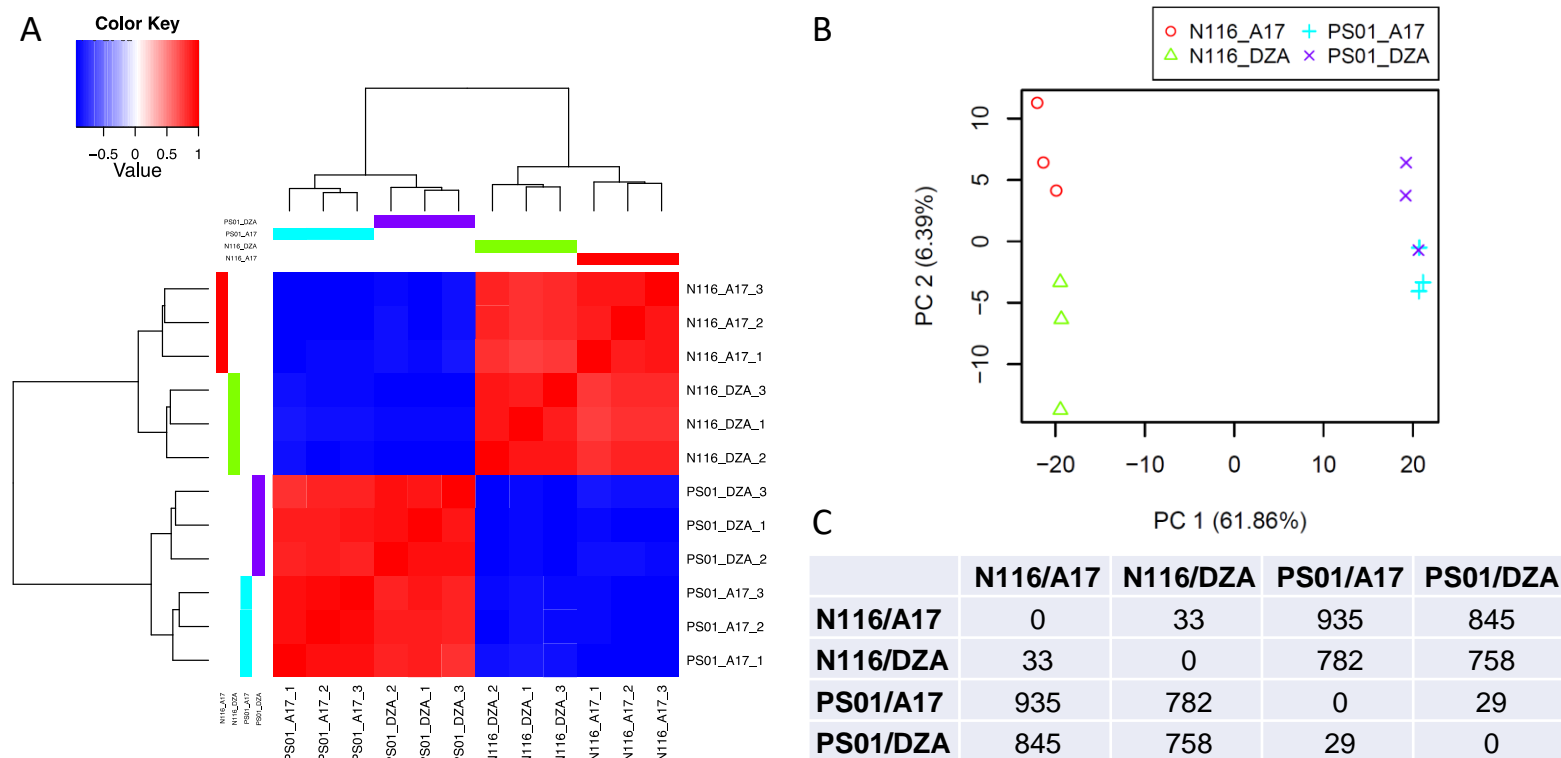 A
Color Key
−0.5 0 0.5 1
Value
PS01_DZA
PS01_A17
N116_DZA
N116_A17
N116_A17_3
N116_A17_2
N116_A17_1
N116_DZA_3
N116_DZA_1
N116_DZA_2
PS01_DZA_3
PS01_DZA_1
PS01_DZA_2
PS01_A17_3
PS01_A17_2
PS01_A17_1
N116_A17
N116_DZA
PS01_A17
PS01_DZA
PS01_A17_1
PS01_A17_2
PS01_A17_3
PS01_DZA_2
PS01_DZA_1
PS01_DZA_3
N116_DZA_2
N116_DZA_1
N116_DZA_3
N116_A17_1
N116_A17_2
N116_A17_3
B
N116_A17 PS01_A17
N116_DZA PS01_DZA
10
5
0
−5
−10
PC 2 (6.39%)
−20 −10 0 10 20
PC 1 (61.86%)
C
N116/A17 N116/DZA PS01/A17 PS01/DZA
N116/A17 0 33 935 845
N116/DZA 33 0 782 758
PS01/A17 935 782 0 29
PS01/DZA 845 758 29 0